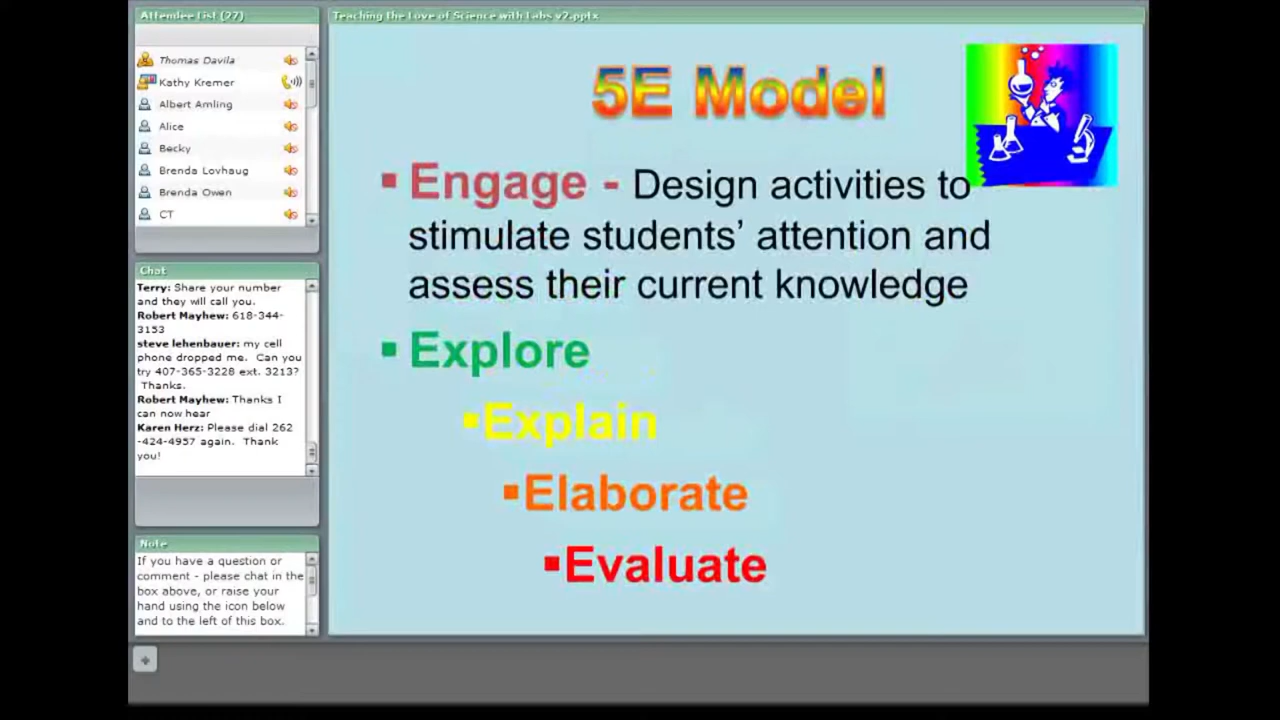 Attendee List (27)
Thomas Davila
Kathy Kremer
Albert Amling
Alice
Becky
Brenda Lovhaug
Brenda Owen
CT
Chat
Terry: Share your number
and they will call you.
Robert Mayhew: 618-344-
3153
steve lehenbauer: my cell
phone dropped me. Can you
try 407-365-3228 ext. 3213?
Thanks.
Robert Mayhew: Thanks I
can now hear
Karen Herz: Please dial 262
-424-4957 again. Thank
you!
Note
If you have a question or
comment - please chat in the
box above, or raise your
hand using the icon below
and to the left of this box.
Teaching the Love of Science with Labs v2.pptx
5E Model
▪ Engage - Design activities to
stimulate students’ attention and
assess their current knowledge
▪ Explore
▪Explain
▪Elaborate
▪Evaluate